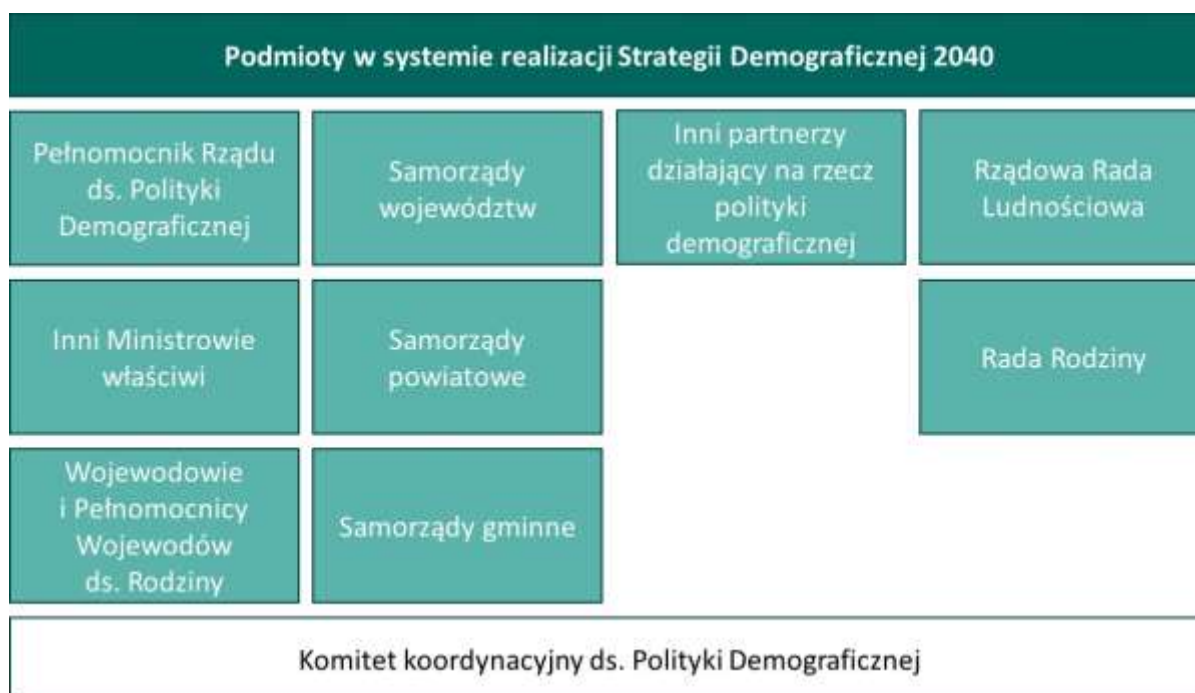 Podmioty w systemie realizacji Strategii Demograficznej 2040
Pełnomocnik Rządu
ds. Polityki
Demograficznej
Samorządy
województw
Inni partnerzy
działający na rzecz
polityki
demograficznej
Rządowa Rada
Ludnościowa
Inni Ministrowie
właściwi
Samorządy
powiatowe
Rada Rodziny
Wojewodowie
i Pełnomocnicy
Wojewodów
ds. Rodziny
Samorządy gminne
Komitet koordynacyjny ds. Polityki Demograficznej